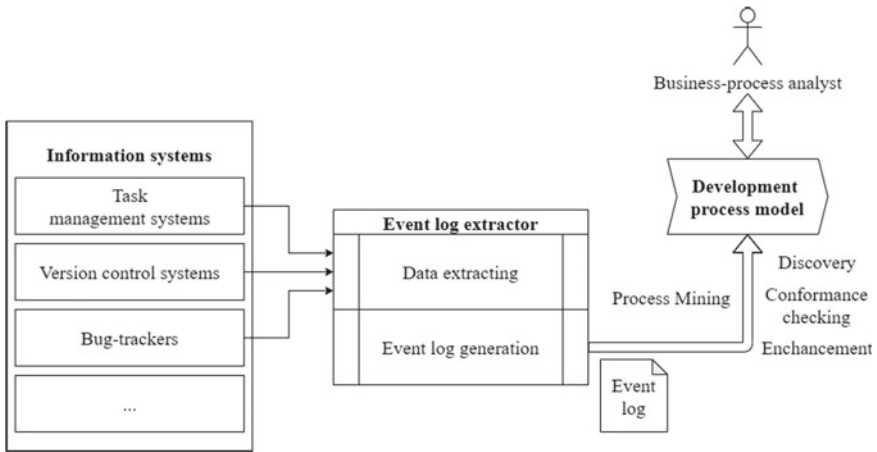 Business-process analyst
Information systems
Task
management systems
Version control systems
Bug-trackers
...
Event log extractor
Data extracting
Event log generation
Development
process model
Process Mining
Discovery
Conformance
checking
Enchancement
Event
log